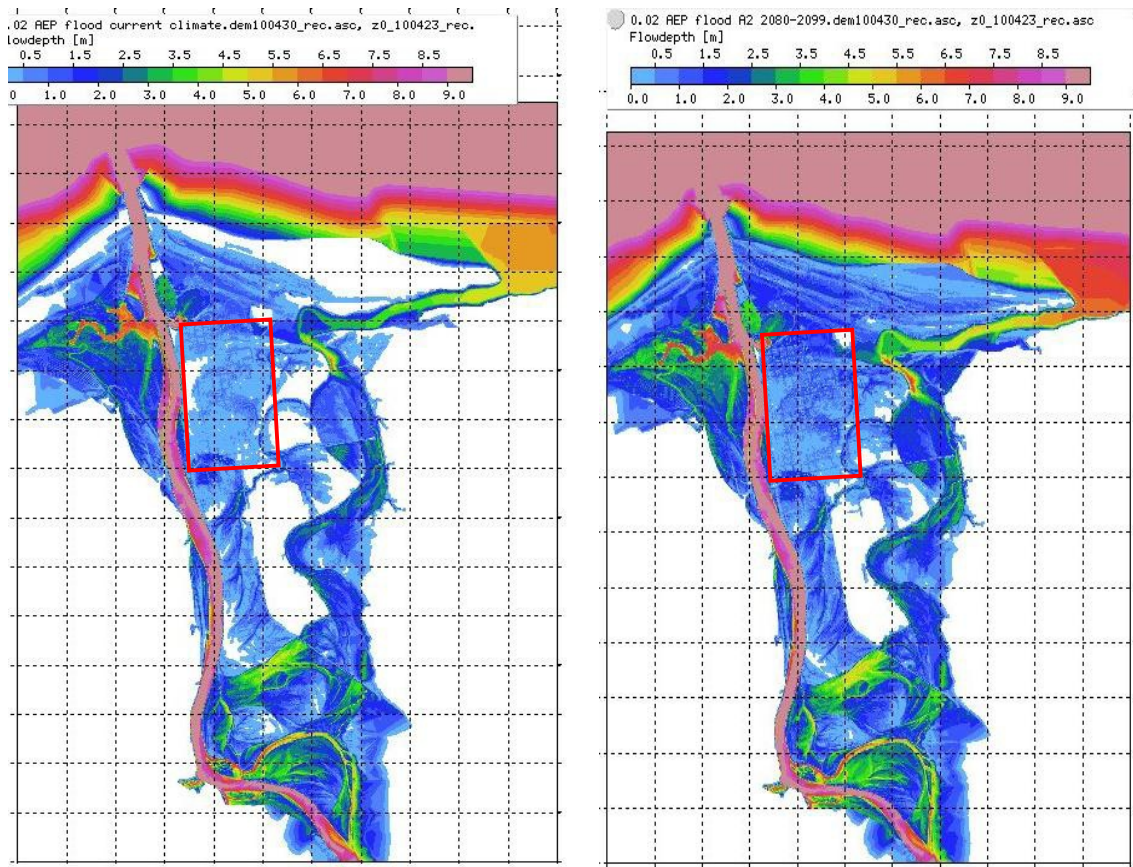 .02 AEP flood current climate.dem100430_rec.asc, z0_100423_rec.
lowdepth [m]
0.5 1.5 2.5 3.5 4.5 5.5 6.5 7.5 8.5
0.0 1.0 2.0 3.0 4.0 5.0 6.0 7.0 8.0 9.0
0.02 AEP flood A2 2080-2099.dem100430_rec.asc, z0_100423_rec.asc
Flowdepth [m]
0.5 1.5 2.5 3.5 4.5 5.5 6.5 7.5 8.5
0.0 1.0 2.0 3.0 4.0 5.0 6.0 7.0 8.0 9.0